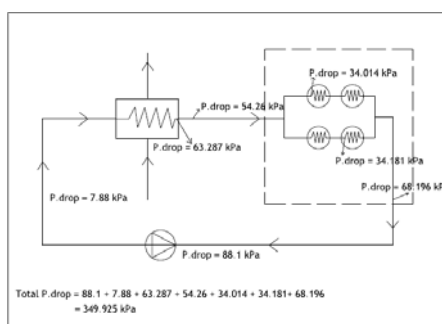 P.drop = 34.014 kPa
P.drop = 54.26 kPa
P.drop = 63.287 kPa
P.drop = 34.181 kPa
P.drop = 68.196 kP
P.drop = 7.88 kPa
P.drop = 88.1 kPa
Total P.drop = 88.1 + 7.88 + 63.287 + 54.26 + 34.014 + 34.181+ 68.196
= 349.925 kPa